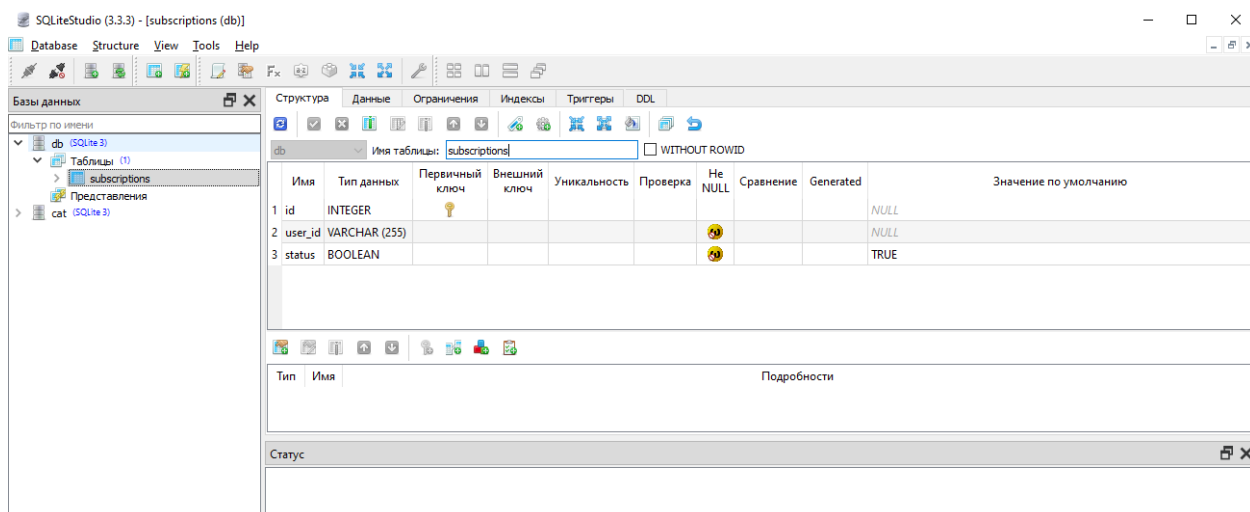 SQLiteStudio (3.3.3) - [subscriptions (db)]
Database Structure View Tools Help
Базы данных
Фильтр по имени
db (SQLite 3)
Таблицы (1)
subscriptions
Представления
cat (SQLite 3)
Структура Данные Ограничения Индексы Триггеры DDL
db Имя таблицы: subscriptions WITHOUT ROWID
Имя Тип данных Первичный ключ Внешний ключ Уникальность Проверка Не NULL Сравнение Generated Значение по умолчанию
1 id INTEGER NULL
2 user_id VARCHAR (255) NULL
3 status BOOLEAN TRUE
Тип Имя Подробности
Статус